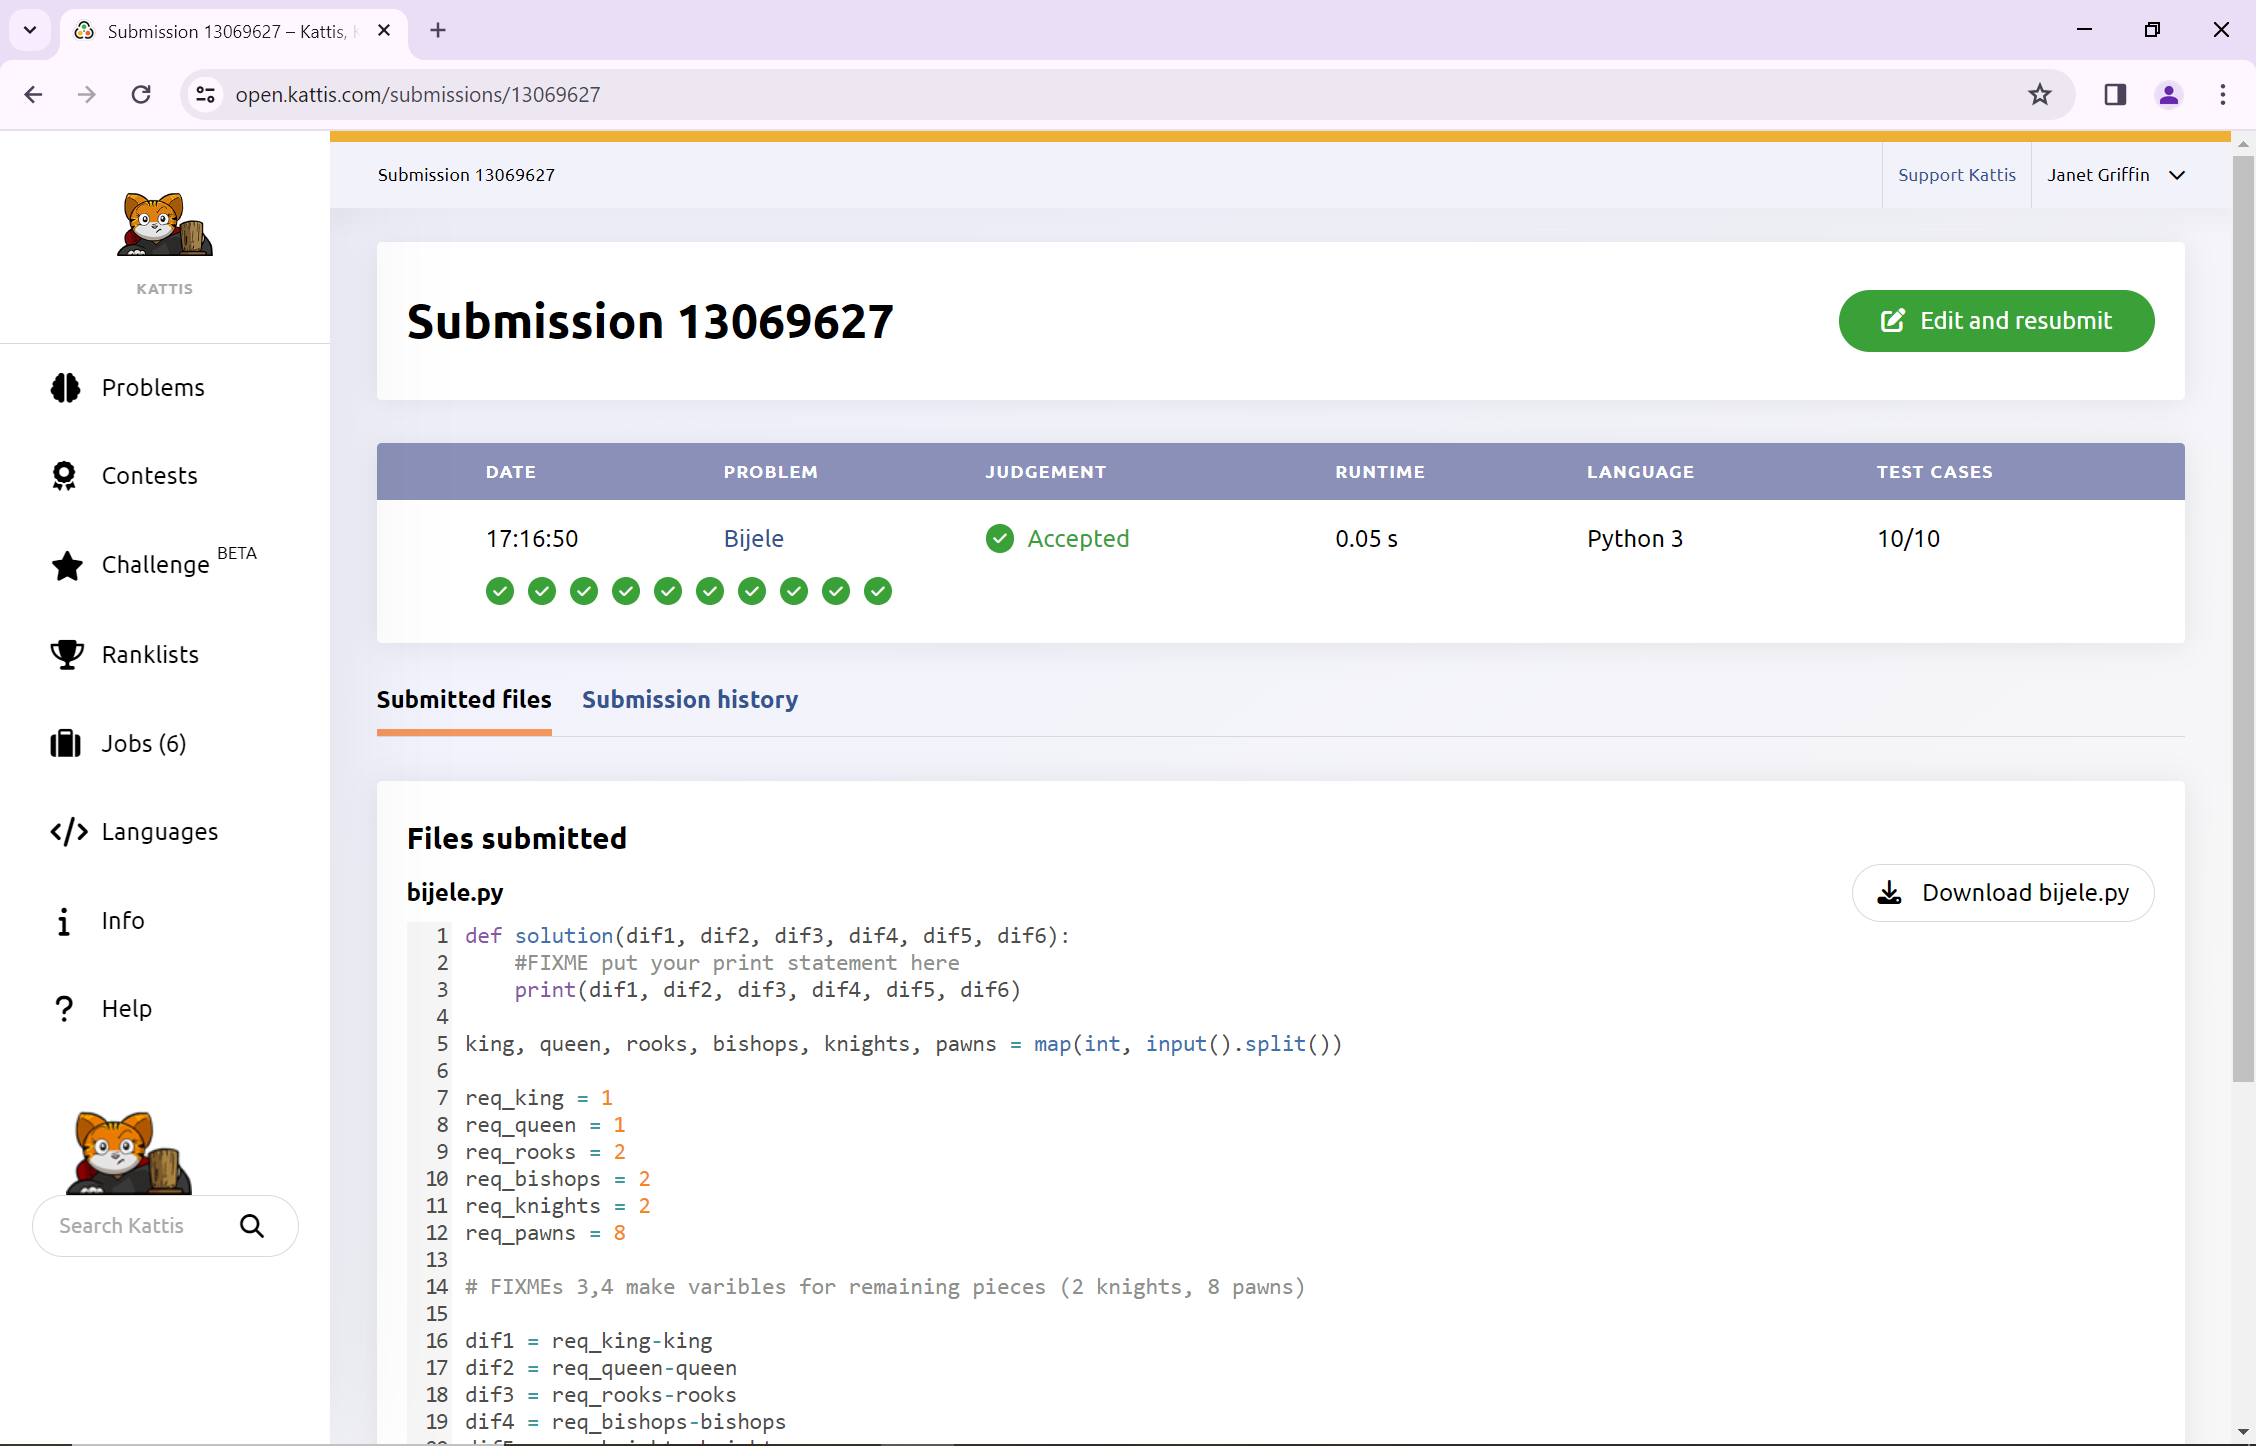 Submission 13069627 – Kattis,
open.kattis.com/submissions/13069627
Submission 13069627
Support Kattis
Janet Griffin
KATTIS
Problems
Contests
Challenge BETA
Ranklists
Jobs (6)
Languages
Info
Help
Search Kattis
Submission 13069627
Edit and resubmit
DATE PROBLEM JUDGEMENT RUNTIME LANGUAGE TEST CASES
17:16:50 Bijele Accepted 0.05 s Python 3 10/10
Submitted files Submission history
Files submitted
bijele.py
Download bijele.py
1 def solution(dif1, dif2, dif3, dif4, dif5, dif6):
2 #FIXME put your print statement here
3 print(dif1, dif2, dif3, dif4, dif5, dif6)
4
5 king, queen, rooks, bishops, knights, pawns = map(int, input().split())
6
7 req_king = 1
8 req_queen = 1
9 req_rooks = 2
10 req_bishops = 2
11 req_knights = 2
12 req_pawns = 8
13
14 # FIXMEs 3,4 make varibles for remaining pieces (2 knights, 8 pawns)
15
16 dif1 = req_king-king
17 dif2 = req_queen-queen
18 dif3 = req_rooks-rooks
19 dif4 = req_bishops-bishops